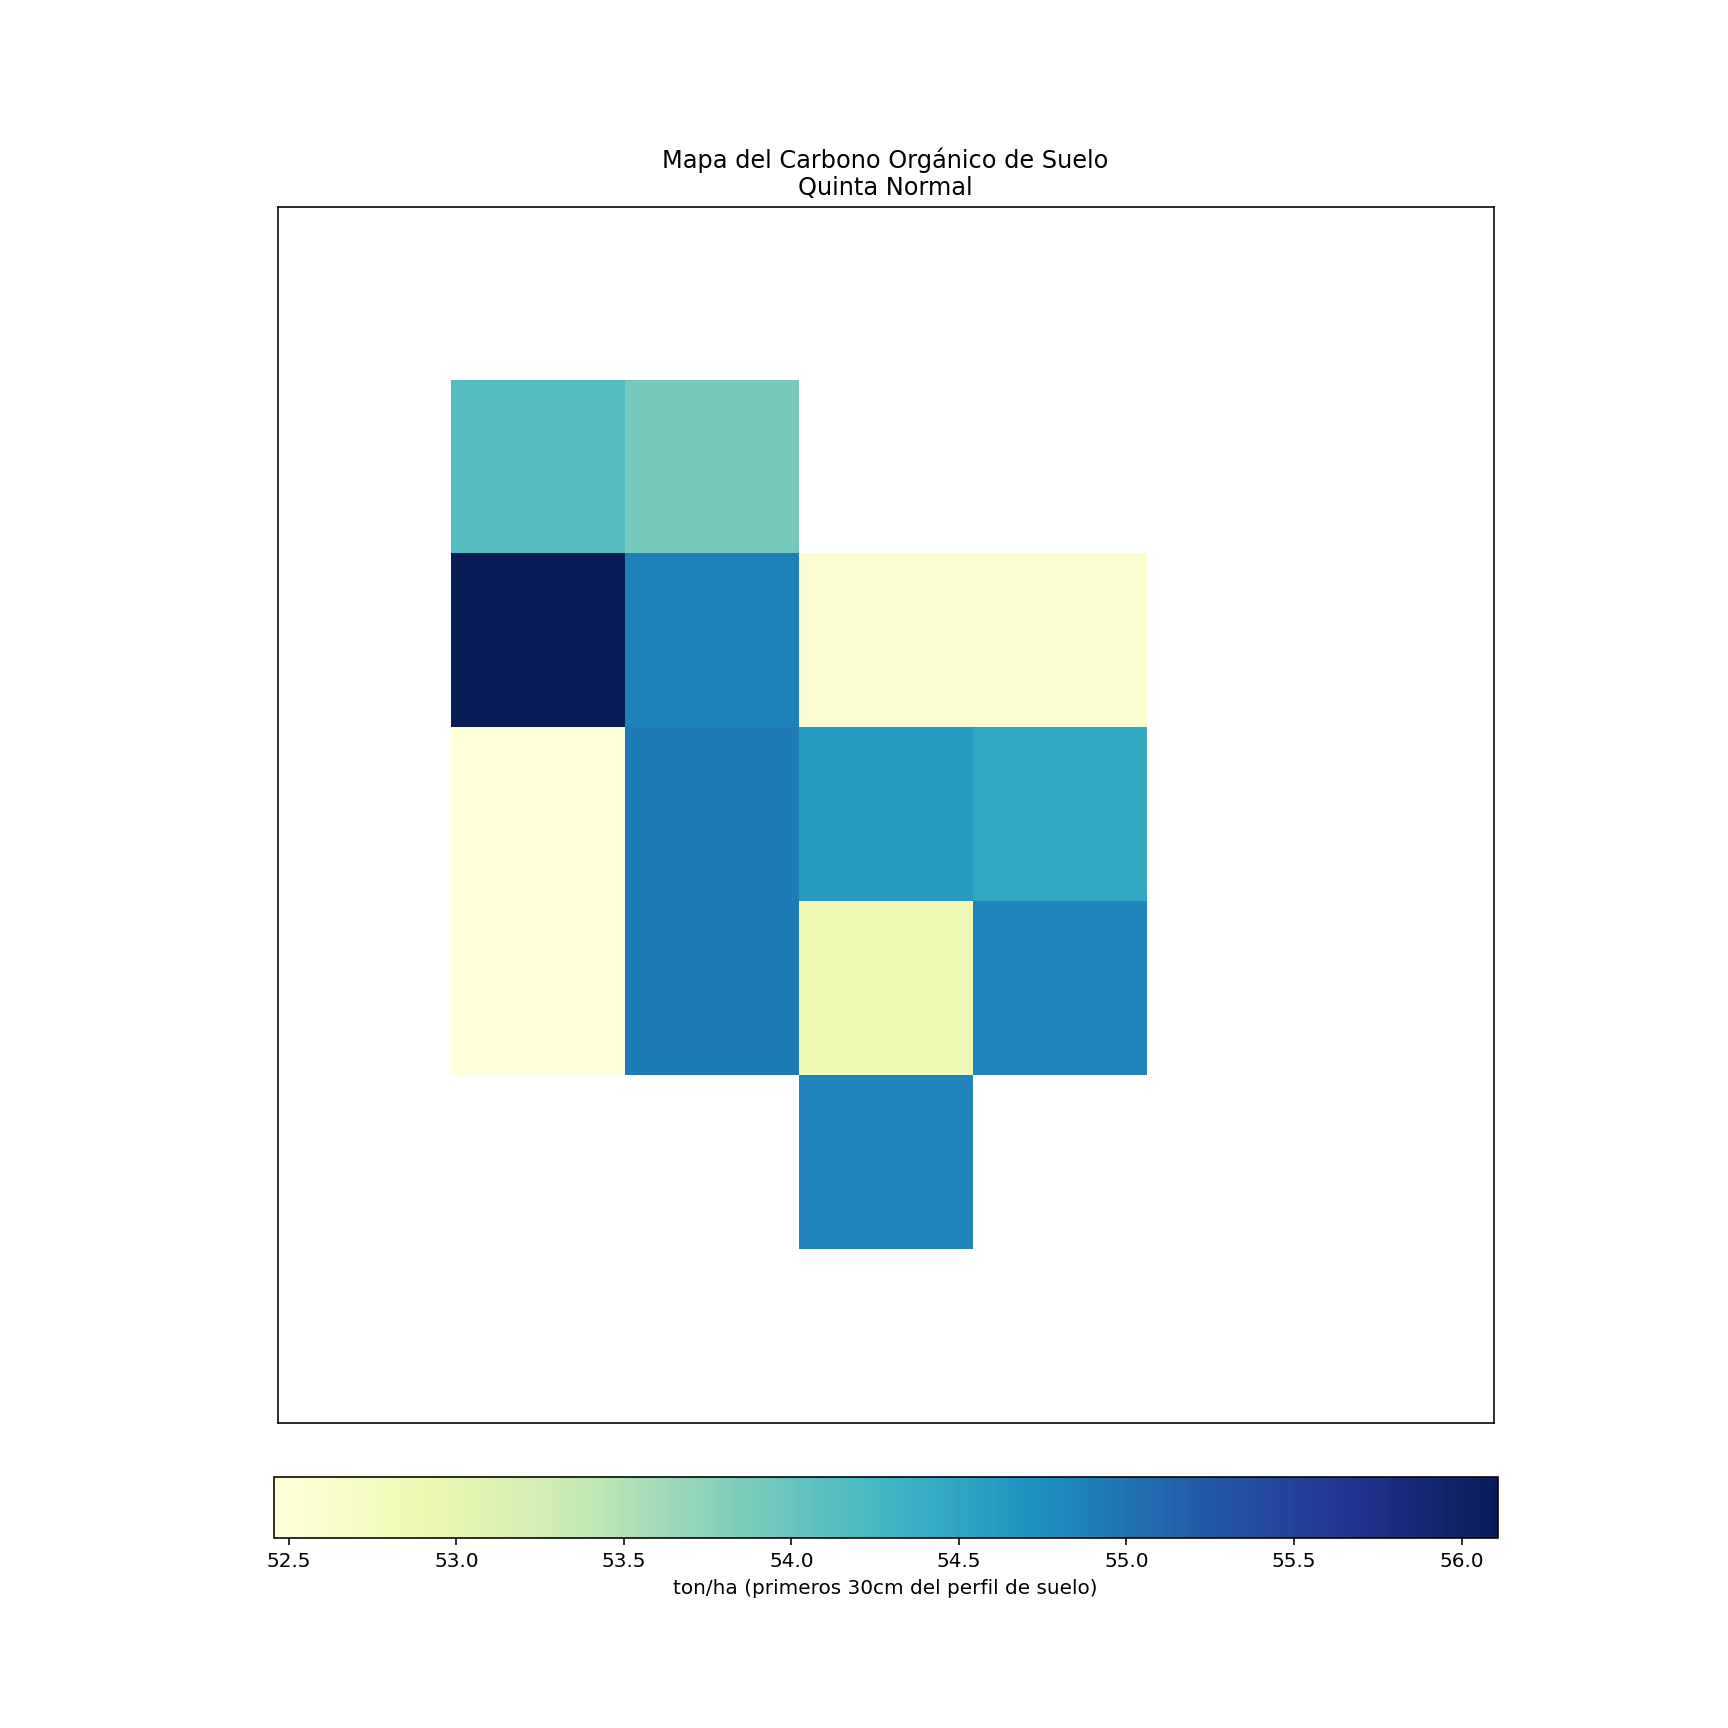 Mapa del Carbono Orgánico de Suelo
Quinta Normal
52.5 53.0 53.5 54.0 54.5 55.0 55.5 56.0
ton/ha (primeros 30cm del perfil de suelo)